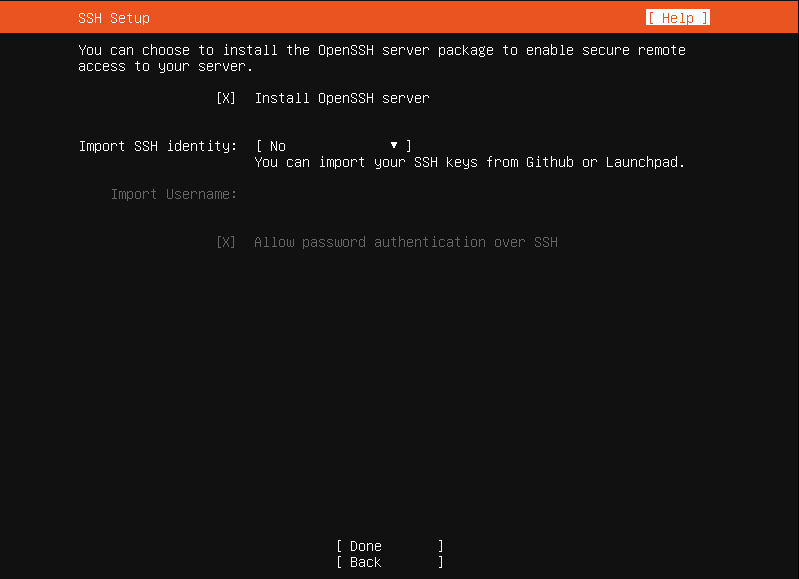 SSH Setup [ Help ]
You can choose to install the OpenSSH server package to enable secure remote
access to your server.
[X] Install OpenSSH server
Import SSH identity: [ No ▾ ]
You can import your SSH keys from Github or Launchpad.
Import Username:
[X] Allow password authentication over SSH
[ Done ]
[ Back ]